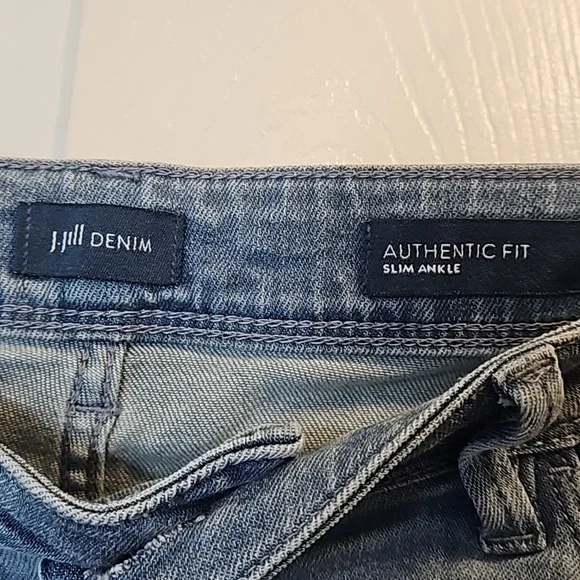 J.Jill DENIM
AUTHENTIC FIT
SLIM ANKLE